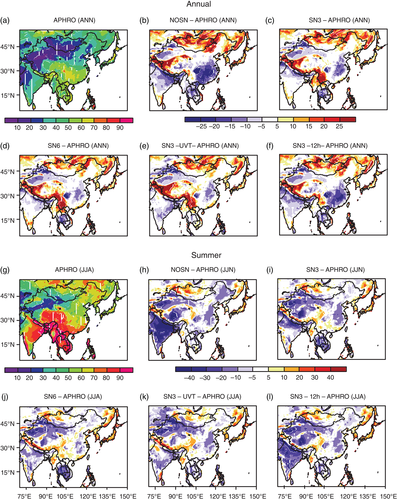 Annual
(a) APHRO (ANN) (b) NOSN – APHRO (ANN) (c) SN3 – APHRO (ANN)
45°N
30°N
15°N
10 20 30 40 50 60 70 80 90 −25 −20 −15 −10 −5 5 10 15 20 25
(d) SN6 – APHRO (ANN) (e) SN3 –UVT– APHRO (ANN) (f) SN3 –12h– APHRO (ANN)
45°N
30°N
15°N
Summer
(g) APHRO (JJA) (h) NOSN – APHRO (JJN) (i) SN3 – APHRO (JJN)
45°N
30°N
15°N
10 20 30 40 50 60 70 80 90 −40 −30 −20 −10 −5 5 10 20 30 40
(j) SN6 – APHRO (JJA) (k) SN3 – UVT – APHRO (JJA) (l) SN3 – 12h – APHRO (JJA)
45°N
30°N
15°N
75°E 90°E 105°E 120°E 135°E 150°E 75°E 90°E 105°E 120°E 135°E 150°E 75°E 90°E 105°E 120°E 135°E 150°E